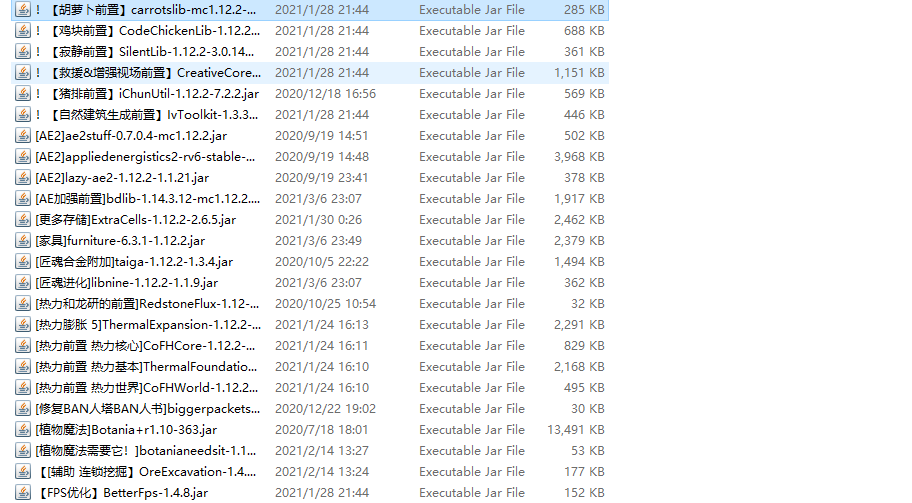 ！【胡萝卜前置】carrotslib-mc1.12.2-... 2021/1/28 21:44 Executable Jar File 285 KB
！【鸡块前置】CodeChickenLib-1.12.2... 2021/1/28 21:44 Executable Jar File 688 KB
！【寂静前置】SilentLib-1.12.2-3.0.14... 2021/1/28 21:44 Executable Jar File 361 KB
！【救援&增强视场前置】CreativeCore... 2021/1/28 21:44 Executable Jar File 1,151 KB
！【猪排前置】iChunUtil-1.12.2-7.2.2.jar 2020/12/18 16:56 Executable Jar File 569 KB
！【自然建筑生成前置】IvToolkit-1.3.3... 2021/1/28 21:44 Executable Jar File 446 KB
[AE2]ae2stuff-0.7.0.4-mc1.12.2.jar 2020/9/19 14:51 Executable Jar File 502 KB
[AE2]appliedenergistics2-rv6-stable-... 2020/9/19 14:48 Executable Jar File 3,968 KB
[AE2]lazy-ae2-1.12.2-1.1.21.jar 2020/9/19 23:41 Executable Jar File 378 KB
[AE加强前置]bdlib-1.14.3.12-mc1.12.2.... 2021/3/6 23:07 Executable Jar File 1,917 KB
[更多存储]ExtraCells-1.12.2-2.6.5.jar 2021/1/30 0:26 Executable Jar File 2,462 KB
[家具]furniture-6.3.1-1.12.2.jar 2021/3/6 23:49 Executable Jar File 2,379 KB
[匠魂合金附加]taiga-1.12.2-1.3.4.jar 2020/10/5 22:22 Executable Jar File 1,494 KB
[匠魂进化]libnine-1.12.2-1.1.9.jar 2021/3/6 23:07 Executable Jar File 362 KB
[热力和龙研的前置]RedstoneFlux-1.12-... 2020/10/25 10:54 Executable Jar File 32 KB
[热力膨胀 5]ThermalExpansion-1.12.2-... 2021/1/24 16:13 Executable Jar File 2,291 KB
[热力前置 热力核心]CoFHCore-1.12.2-... 2021/1/24 16:11 Executable Jar File 829 KB
[热力前置 热力基本]ThermalFoundatio... 2021/1/24 16:10 Executable Jar File 2,168 KB
[热力前置 热力世界]CoFHWorld-1.12.2... 2021/1/24 16:10 Executable Jar File 495 KB
[修复BAN人塔BAN人书]biggerpackets... 2020/12/22 19:02 Executable Jar File 30 KB
[植物魔法]Botania+r1.10-363.jar 2020/7/18 18:01 Executable Jar File 13,491 KB
[植物魔法需要它！]botanianeedsit-1.1... 2021/2/14 13:27 Executable Jar File 53 KB
【[辅助 连锁挖掘】OreExcavation-1.4.... 2021/2/14 13:24 Executable Jar File 177 KB
【FPS优化】BetterFps-1.4.8.jar 2021/1/28 21:44 Executable Jar File 152 KB